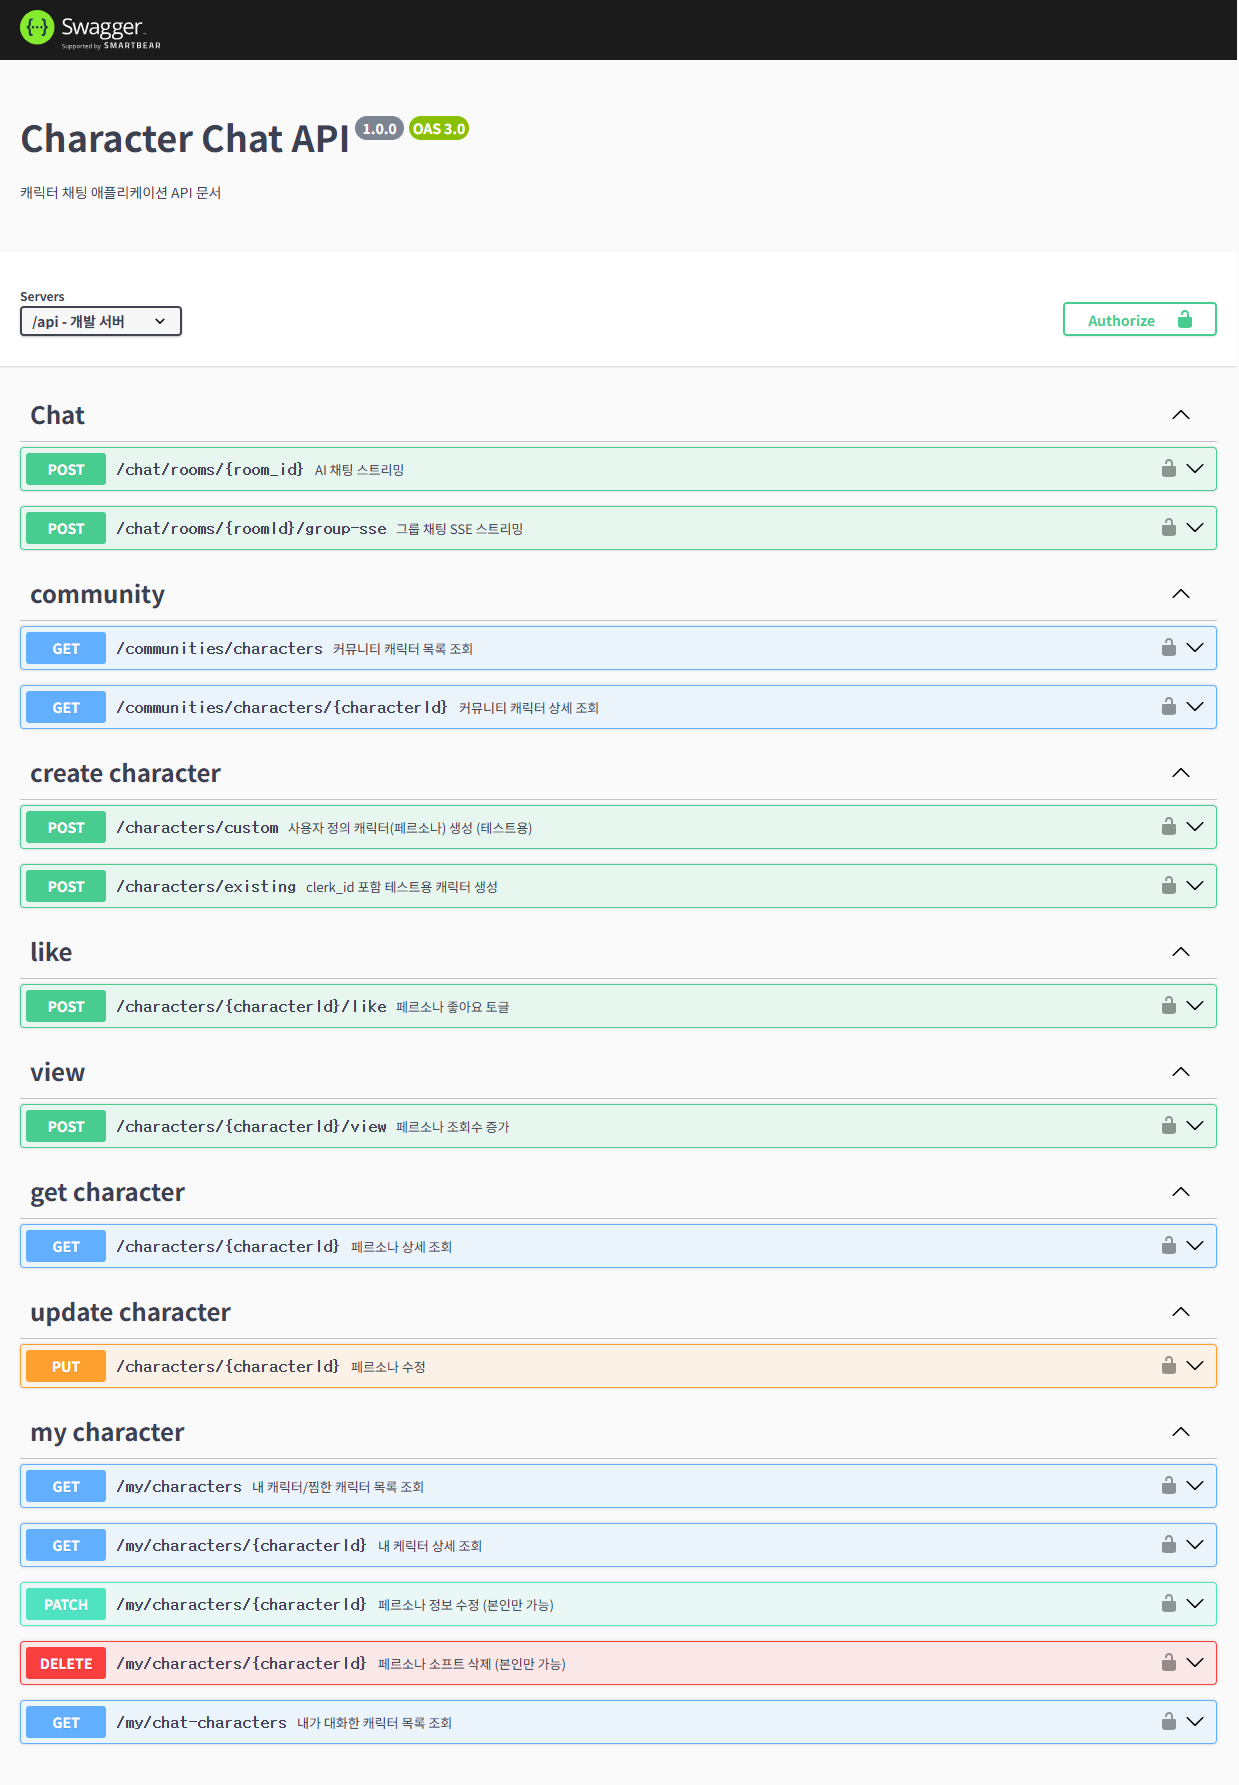 Swagger
Supported by SMARTBEAR
Character Chat API 1.0.0 OAS 3.0
캐릭터 채팅 애플리케이션 API 문서
Servers
/api - 개발 서버
Authorize
Chat
POST /chat/rooms/{room_id} AI 채팅 스트리밍
POST /chat/rooms/{roomId}/group-sse 그룹 채팅 SSE 스트리밍
community
GET /communities/characters 커뮤니티 캐릭터 목록 조회
GET /communities/characters/{characterId} 커뮤니티 캐릭터 상세 조회
create character
POST /characters/custom 사용자 정의 캐릭터(페르소나) 생성 (테스트용)
POST /characters/existing clerk_id 포함 테스트용 캐릭터 생성
like
POST /characters/{characterId}/like 페르소나 좋아요 토글
view
POST /characters/{characterId}/view 페르소나 조회수 증가
get character
GET /characters/{characterId} 페르소나 상세 조회
update character
PUT /characters/{characterId} 페르소나 수정
my character
GET /my/characters 내 캐릭터/찜한 캐릭터 목록 조회
GET /my/characters/{characterId} 내 케릭터 상세 조회
PATCH /my/characters/{characterId} 페르소나 정보 수정 (본인만 가능)
DELETE /my/characters/{characterId} 페르소나 소프트 삭제 (본인만 가능)
GET /my/chat-characters 내가 대화한 캐릭터 목록 조회